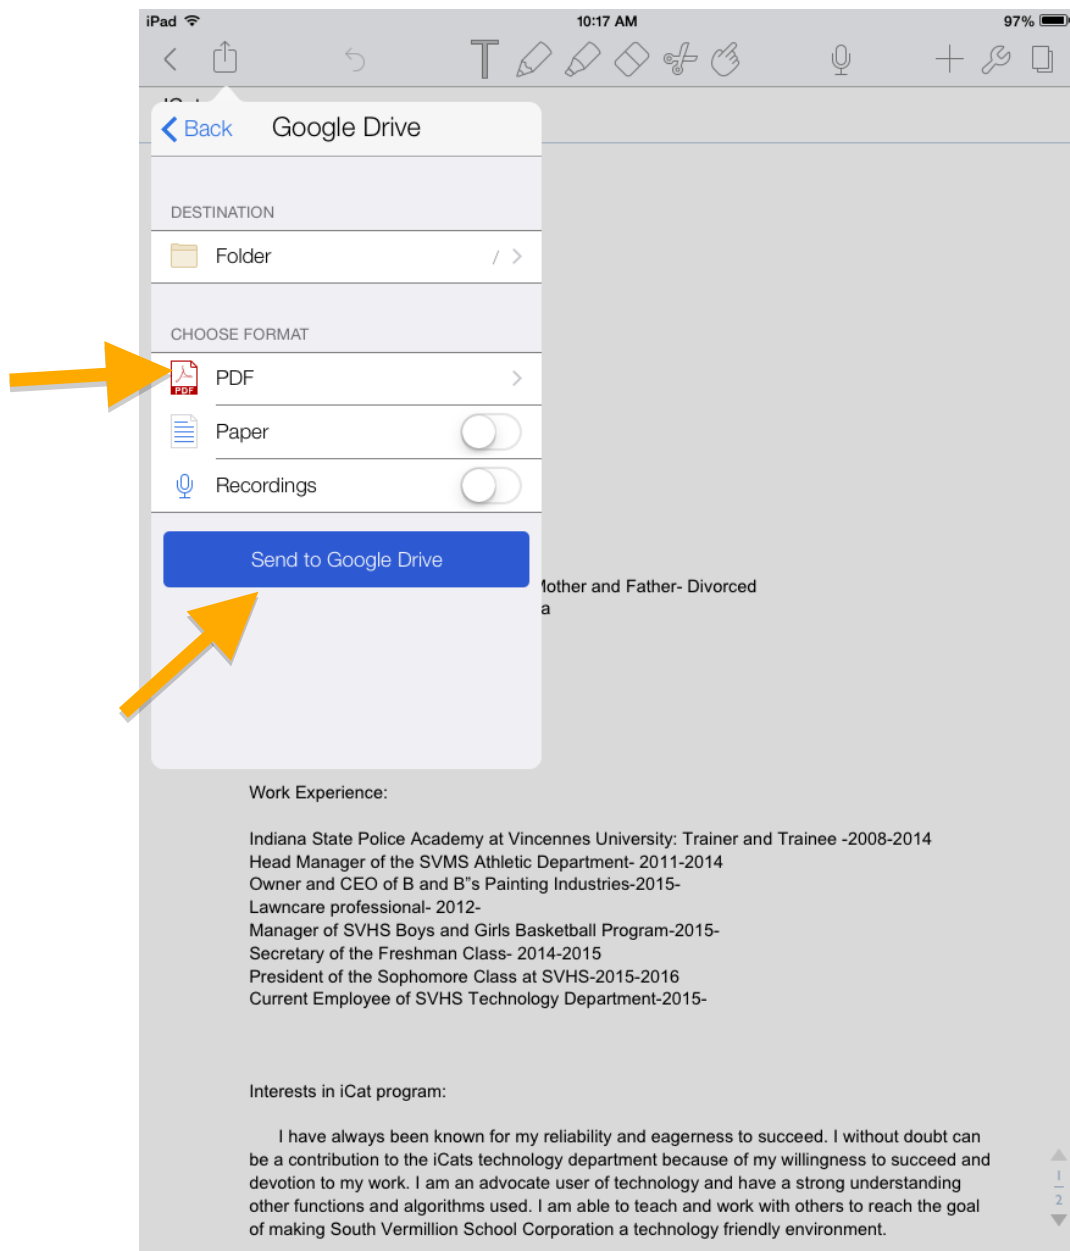 iPad 10:17 AM 97%
Back Google Drive
DESTINATION
Folder /
CHOOSE FORMAT
PDF
PDF
Paper
Recordings
Send to Google Drive
Mother and Father- Divorced
a
Work Experience:
Indiana State Police Academy at Vincennes University: Trainer and Trainee -2008-2014
Head Manager of the SVMS Athletic Department- 2011-2014
Owner and CEO of B and B"s Painting Industries-2015-
Lawncare professional- 2012-
Manager of SVHS Boys and Girls Basketball Program-2015-
Secretary of the Freshman Class- 2014-2015
President of the Sophomore Class at SVHS-2015-2016
Current Employee of SVHS Technology Department-2015-
Interests in iCat program:
I have always been known for my reliability and eagerness to succeed. I without doubt can
be a contribution to the iCats technology department because of my willingness to succeed and
devotion to my work. I am an advocate user of technology and have a strong understanding
other functions and algorithms used. I am able to teach and work with others to reach the goal
of making South Vermillion School Corporation a technology friendly environment.
1
2